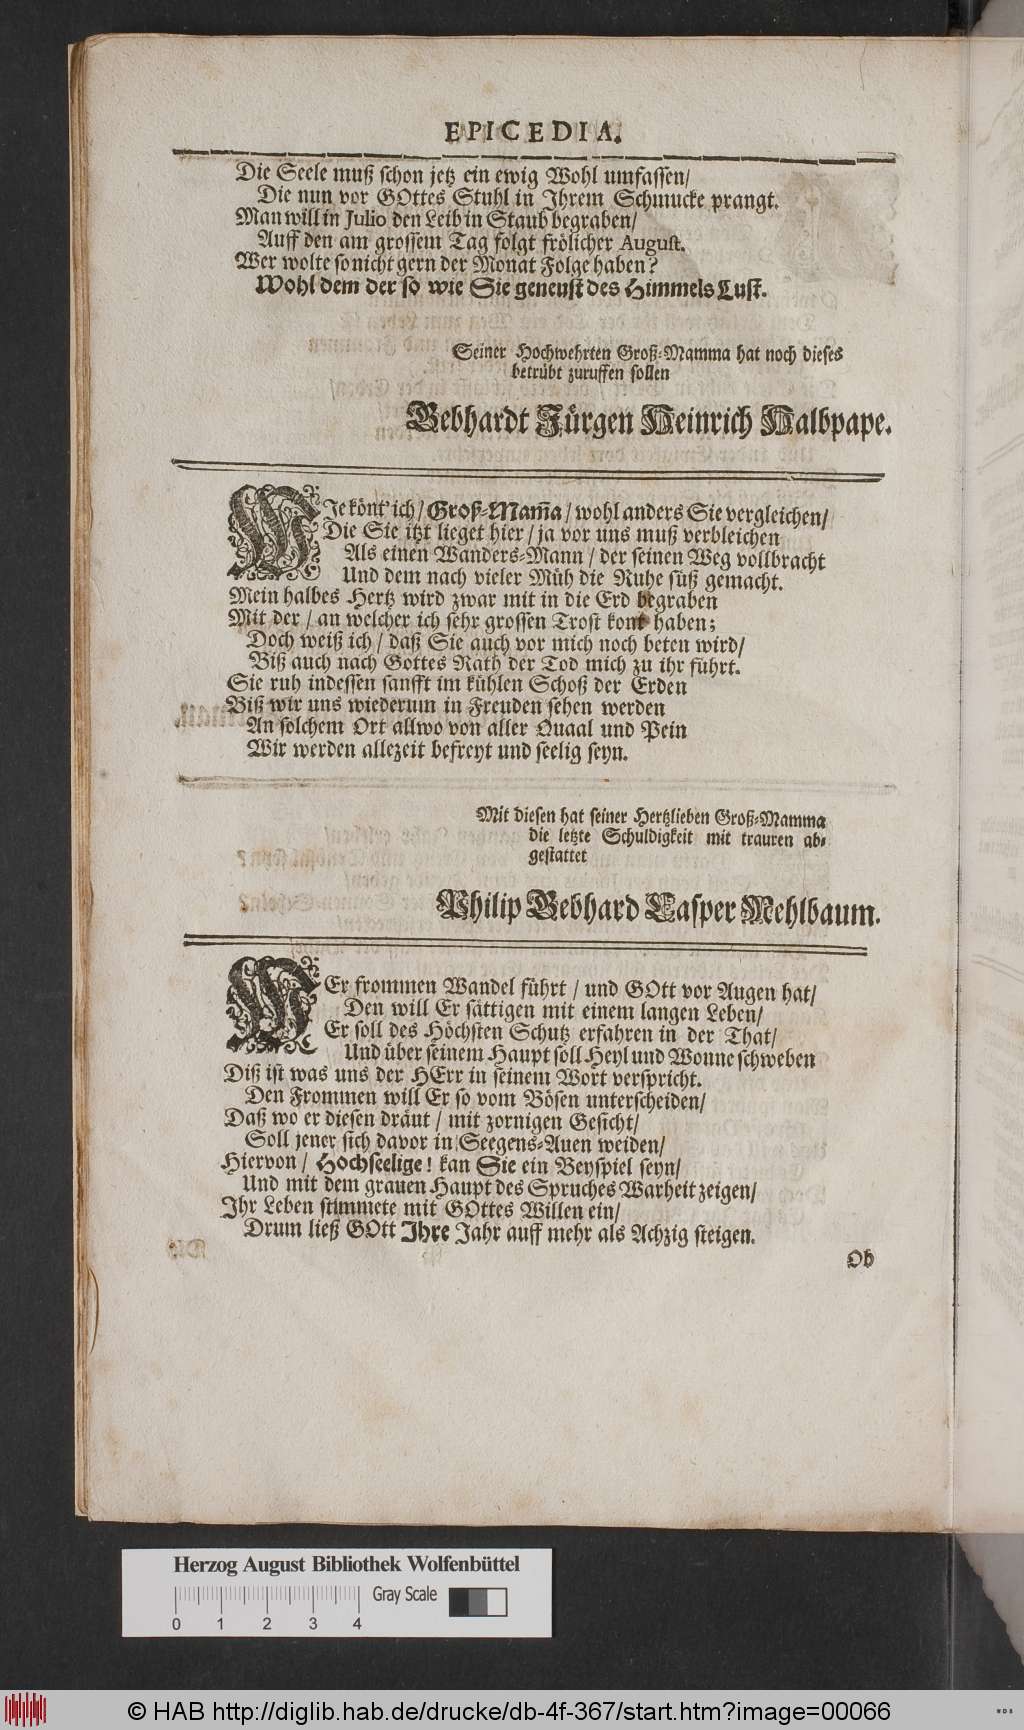 EPICEDIA.
Die Seele muß schon jetz ein ewig Wohl umfassen/
Die nun vor GOttes Stuhl in Ihrem Schmucke prangt.
Man will in Julio den Leib in Staub begraben/
Auff den am grossem Tag folgt frölicher August.
Wer wolte so nicht gern der Monat Folge haben?
Wohl dem der so wie Sie geneust des Himmels Lust.
Seiner Hochwehrten Groß-Mamma hat noch dieses
betrübt zuruffen sollen
Gebhardt Jürgen Heinrich Halbpape.
WIe könt' ich/ Groß-Mam̃a/ wohl anders Sie vergleichen/
Die Sie itzt lieget hier/ ja vor uns muß verbleichen
Als einen Wanders-Mann/ der seinen Weg vollbracht
Und dem nach vieler Müh die Ruhe süß gemacht.
Mein halbes Hertz wird zwar mit in die Erd begraben
Mit der/ an welcher ich sehr grossen Trost kont haben;
Doch weiß ich/ daß Sie auch vor mich noch beten wird/
Biß auch nach Gottes Rath der Tod mich zu ihr führt.
Sie ruh indessen sanfft im kühlen Schoß der Erden
Biß wir uns wiederum in Freuden sehen werden
An solchem Ort allwo von aller Quaal und Pein
Wir werden allezeit befreyt und seelig seyn.
Mit diesen hat seiner Hertzlieben Groß-Mamma
die letzte Schuldigkeit mit trauren ab-
gestattet
Philip Gebhard Casper Mehlbaum.
WEr frommen Wandel führt/ und GOtt vor Augen hat/
Den will Er sättigen mit einem langen Leben/
Er soll des Höchsten Schutz erfahren in der That/
Und über seinem Haupt soll Heyl und Wonne schweben
Diß ist was uns der HErr in seinem Wort verspricht.
Den Frommen will Er so vom Bösen unterscheiden/
Daß wo er diesen dräut/ mit zornigen Gesicht/
Soll jener sich davor in Seegens-Auen weiden/
Hiervon/ Hochseelige! kan Sie ein Beyspiel seyn/
Und mit dem grauen Haupt des Spruches Warheit zeigen/
Ihr Leben stimmete mit GOttes Willen ein/
Drum ließ GOtt Ihre Jahr auff mehr als Achzig steigen.
Ob
Herzog August Bibliothek Wolfenbüttel
Gray Scale
0 1 2 3 4
© HAB http://diglib.hab.de/drucke/db-4f-367/start.htm?image=00066